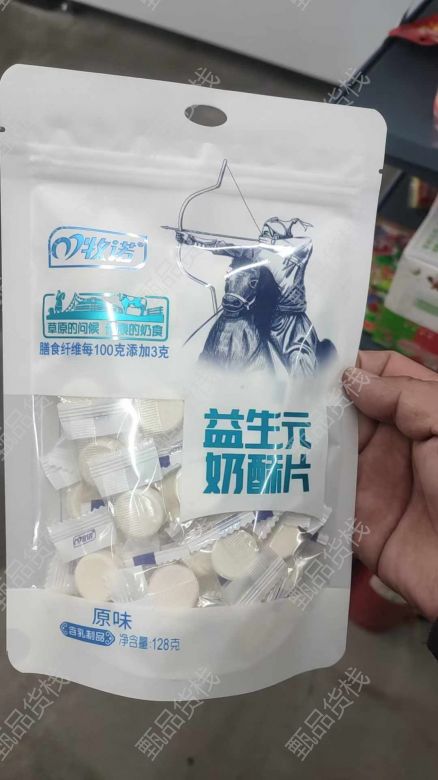 牧诺®
草原的问候 健康的奶食
膳食纤维每100克添加3克
益生元
奶酥片
牧诺
原味
含乳制品 净含量:128克
甄品货栈